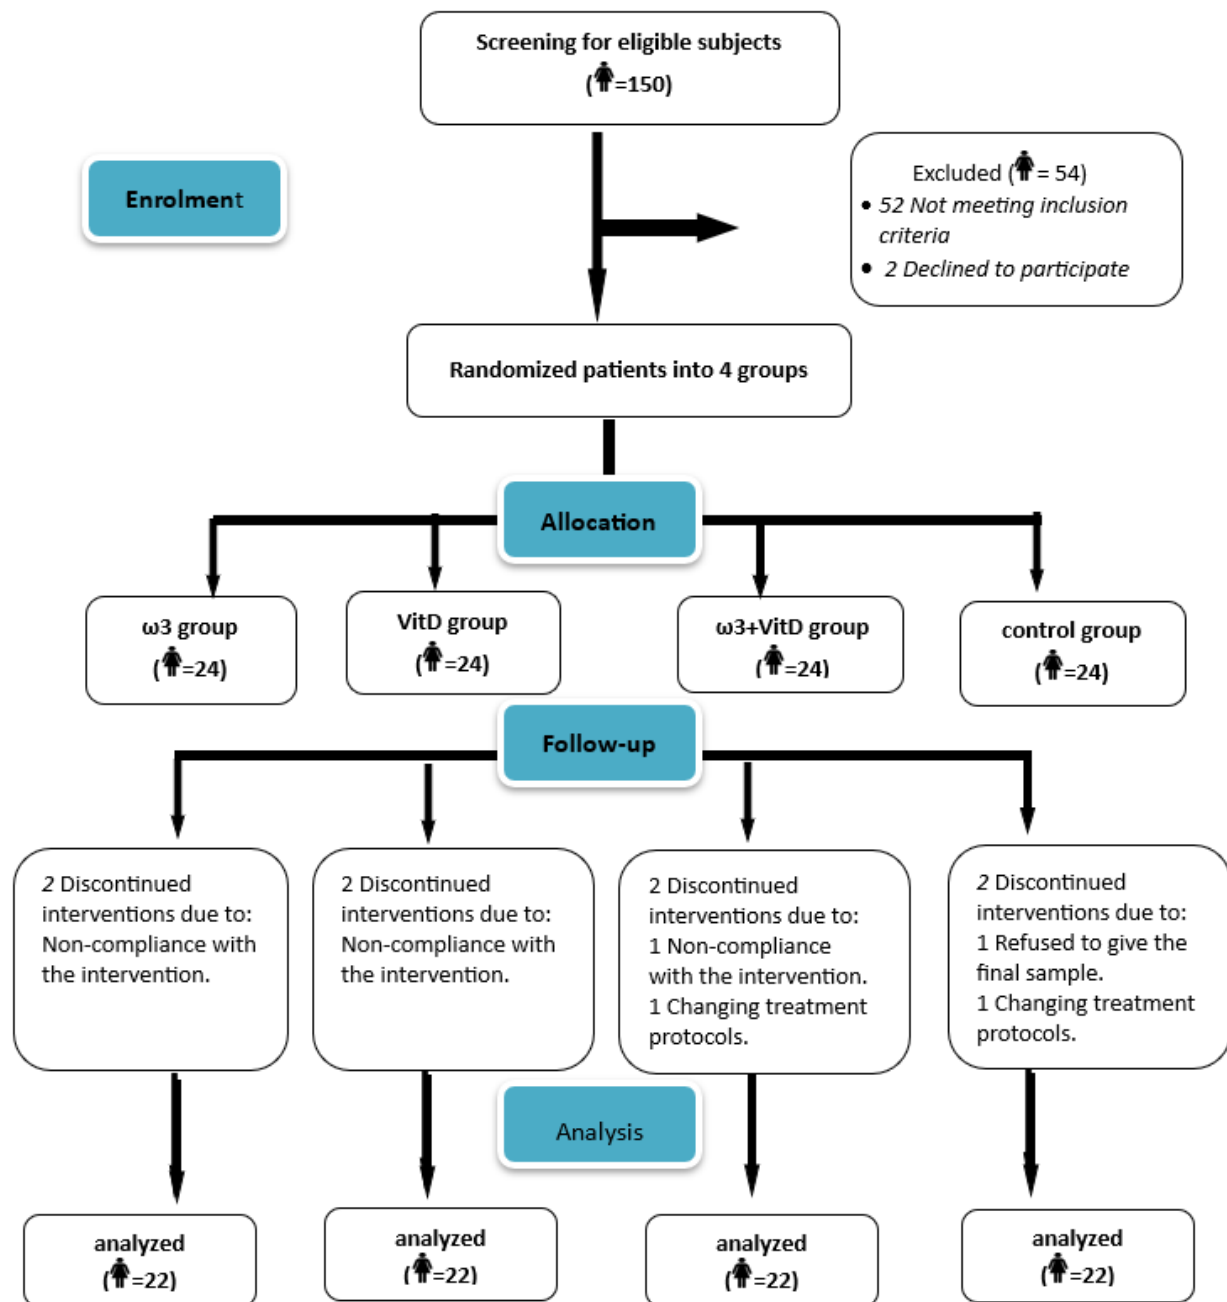 Screening for eligible subjects
(=150)
Enrolment
Excluded (= 54)
• 52 Not meeting inclusion
criteria
• 2 Declined to participate
Randomized patients into 4 groups
Allocation
ω3 group
(=24)
VitD group
(=24)
ω3+VitD group
(=24)
control group
(=24)
Follow-up
2 Discontinued
interventions due to:
Non-compliance with
the intervention.
2 Discontinued
interventions due to:
Non-compliance with
the intervention.
2 Discontinued
interventions due to:
1 Non-compliance
with the intervention.
1 Changing treatment
protocols.
2 Discontinued
interventions due to:
1 Refused to give the
final sample.
1 Changing treatment
protocols.
Analysis
analyzed
(=22)
analyzed
(=22)
analyzed
(=22)
analyzed
(=22)